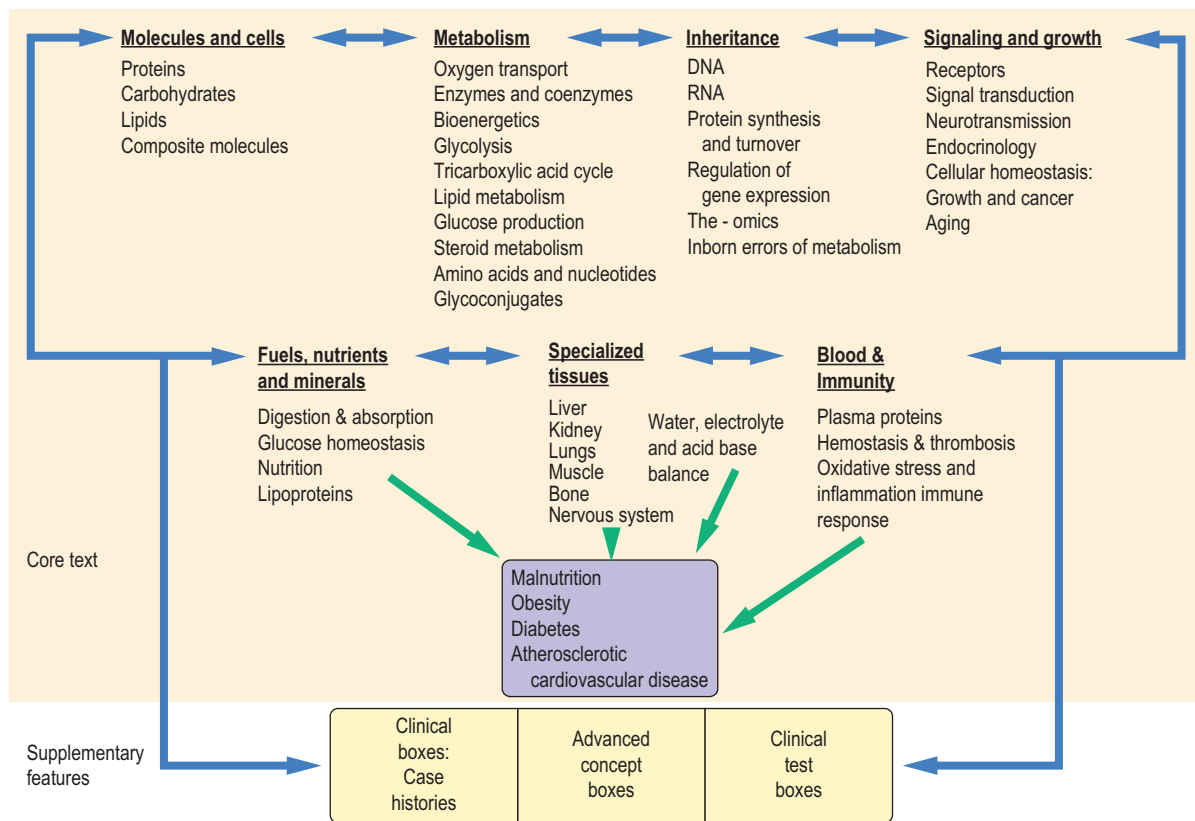 Molecules and cells
Proteins
Carbohydrates
Lipids
Composite molecules
Metabolism
Oxygen transport
Enzymes and coenzymes
Bioenergetics
Glycolysis
Tricarboxylic acid cycle
Lipid metabolism
Glucose production
Steroid metabolism
Amino acids and nucleotides
Glycoconjugates
Inheritance
DNA
RNA
Protein synthesis
and turnover
Regulation of
gene expression
The - omics
Inborn errors of metabolism
Signaling and growth
Receptors
Signal transduction
Neurotransmission
Endocrinology
Cellular homeostasis:
Growth and cancer
Aging
Fuels, nutrients
and minerals
Digestion & absorption
Glucose homeostasis
Nutrition
Lipoproteins
Specialized
tissues
Liver
Kidney
Lungs
Muscle
Bone
Nervous system
Water, electrolyte
and acid base
balance
Blood &
Immunity
Plasma proteins
Hemostasis & thrombosis
Oxidative stress and
inflammation immune
response
Core text
Malnutrition
Obesity
Diabetes
Atherosclerotic
cardiovascular disease
Supplementary
features
Clinical
boxes:
Case
histories
Advanced
concept
boxes
Clinical
test
boxes